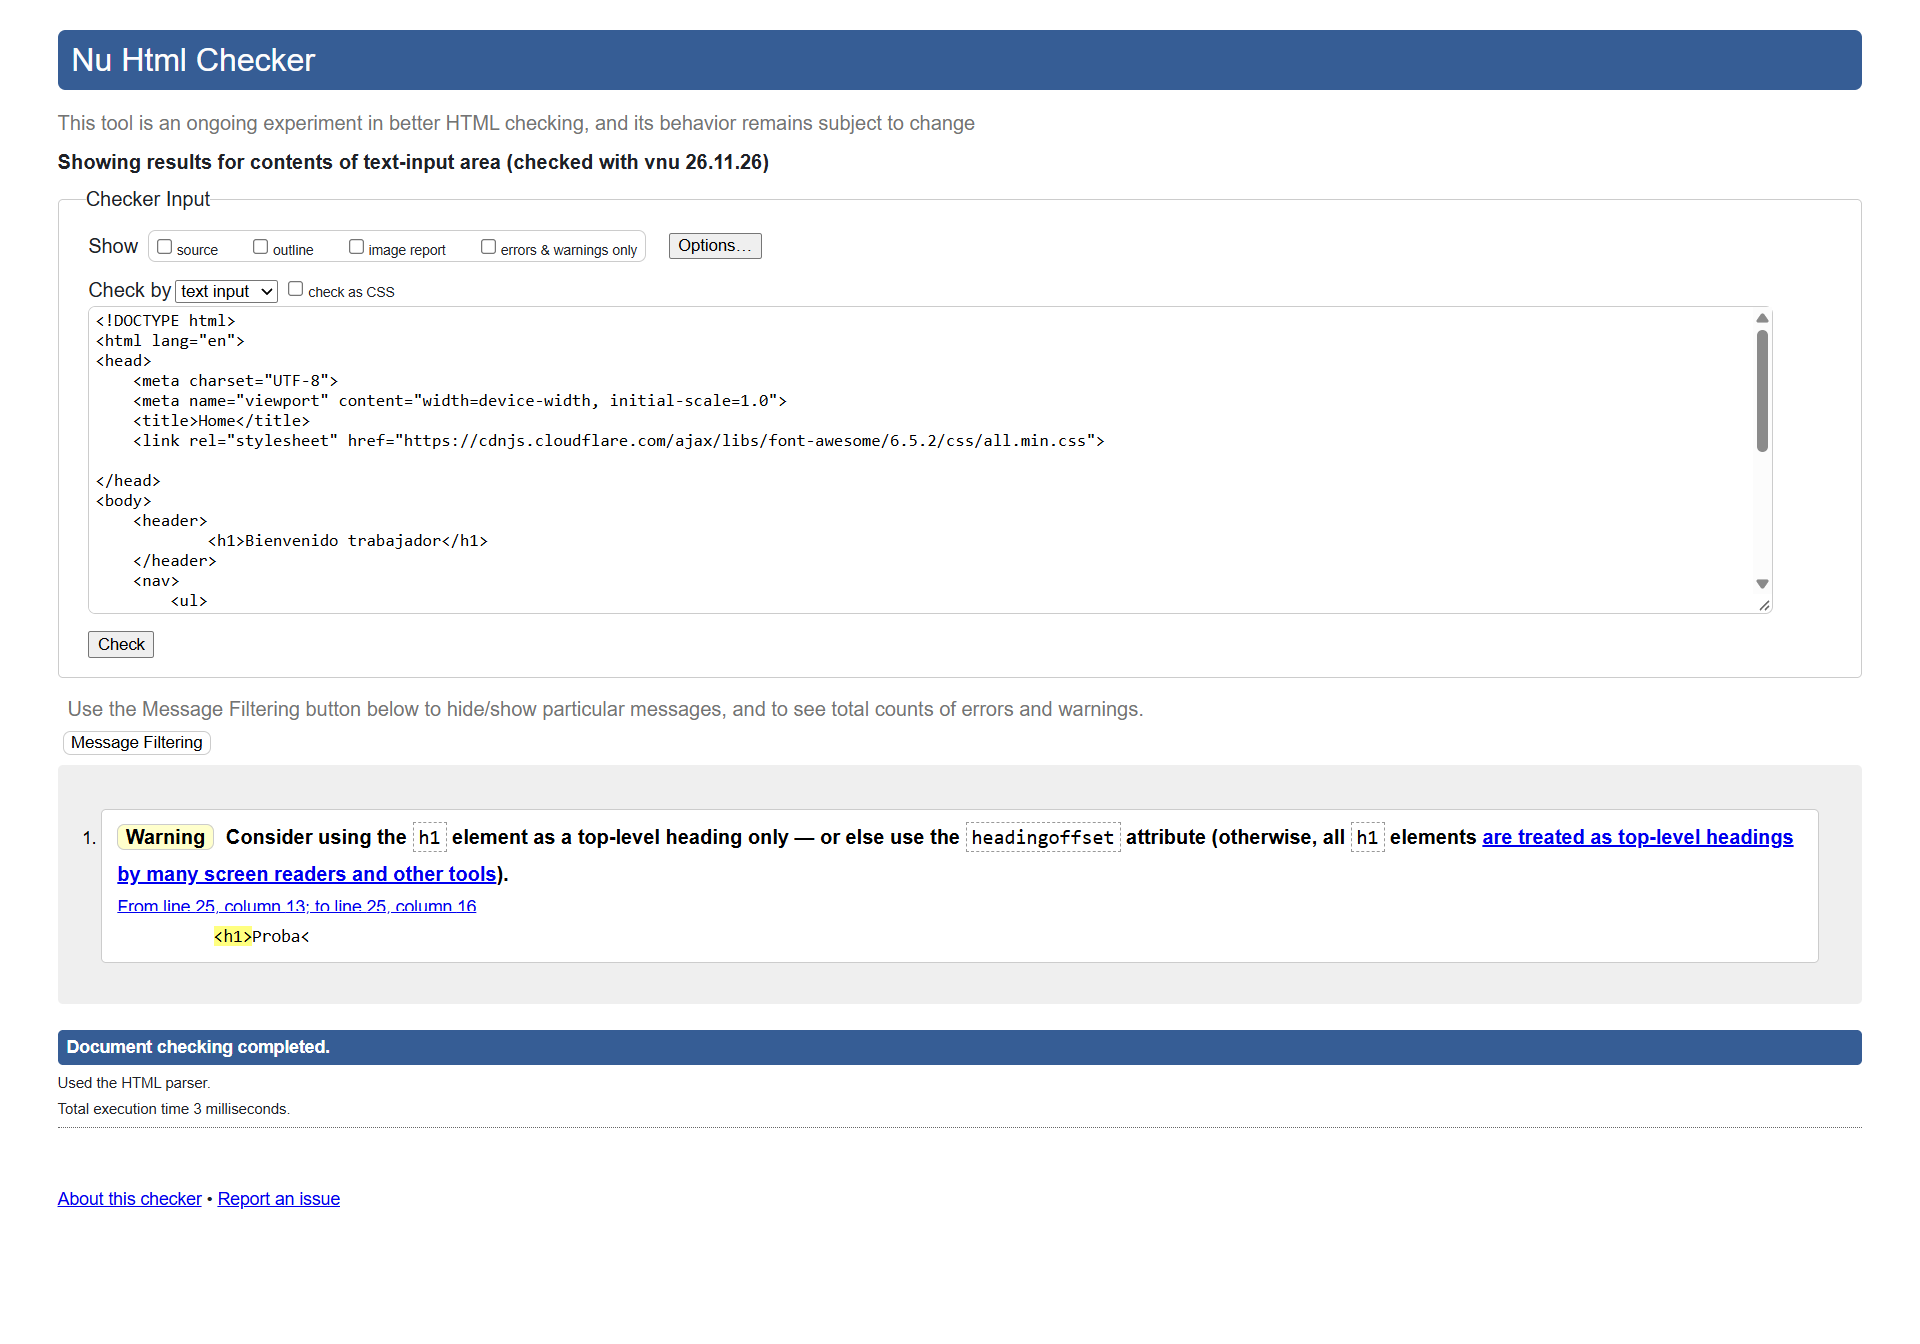 Nu Html Checker
This tool is an ongoing experiment in better HTML checking, and its behavior remains subject to change
Showing results for contents of text-input area (checked with vnu 26.11.26)
Checker Input
Show source outline image report errors & warnings only Options…
Check by text input check as CSS
<!DOCTYPE html>
<html lang="en">
<head>
    <meta charset="UTF-8">
    <meta name="viewport" content="width=device-width, initial-scale=1.0">
    <title>Home</title>
    <link rel="stylesheet" href="https://cdnjs.cloudflare.com/ajax/libs/font-awesome/6.5.2/css/all.min.css">
</head>
<body>
    <header>
            <h1>Bienvenido trabajador</h1>
    </header>
    <nav>
        <ul>
Check
Use the Message Filtering button below to hide/show particular messages, and to see total counts of errors and warnings.
Message Filtering
1. Warning Consider using the h1 element as a top-level heading only — or else use the headingoffset attribute (otherwise, all h1 elements are treated as top-level headings
by many screen readers and other tools).
From line 25, column 13; to line 25, column 16
<h1>Proba<
Document checking completed.
Used the HTML parser.
Total execution time 3 milliseconds.
About this checker • Report an issue